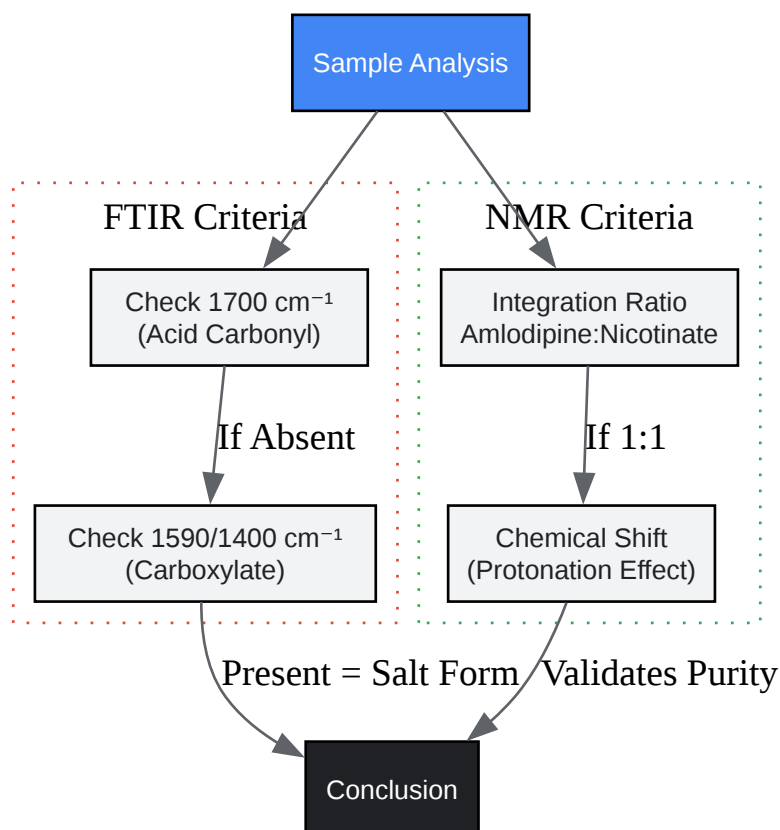 Sample Analysis
FTIR Criteria
NMR Criteria
Check 1700 cm⁻¹
(Acid Carbonyl)
Integration Ratio
Amlodipine:Nicotinate
If Absent
If 1:1
Check 1590/1400 cm⁻¹
(Carboxylate)
Chemical Shift
(Protonation Effect)
Present = Salt Form
Validates Purity
Conclusion